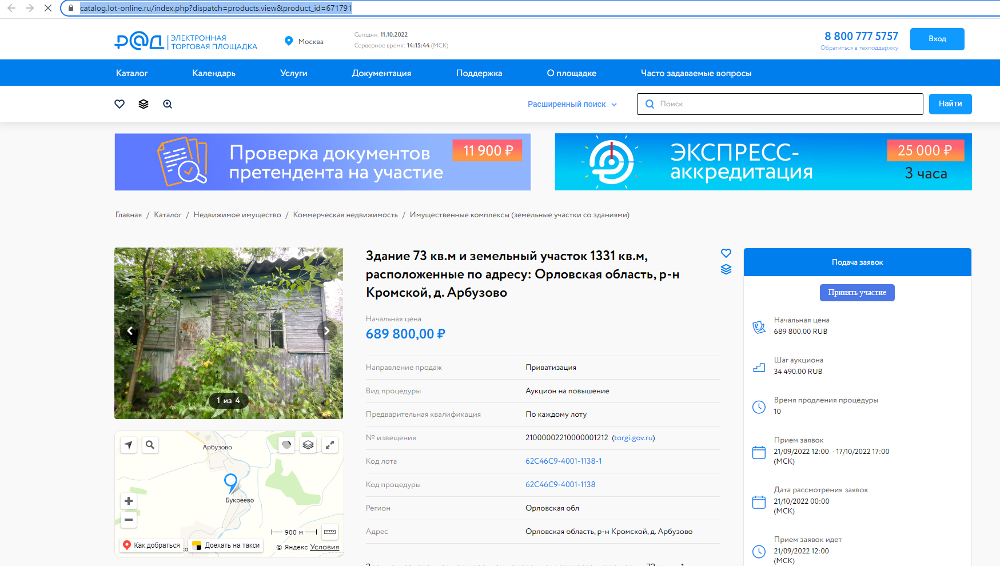 catalog.lot-online.ru/index.php?dispatch=products.view&product_id=671791
р@д ЭЛЕКТРОННАЯ
ТОРГОВАЯ ПЛОЩАДКА
Москва
Сегодня: 11.10.2022
Серверное время: 14:15:44 (МСК)
8 800 777 5757
Обратиться в техподдержку
Вход
Каталог Календарь Услуги Документация Поддержка О площадке Часто задаваемые вопросы
Расширенный поиск
Поиск
Найти
Проверка документов
претендента на участие
11 900 ₽
ЭКСПРЕСС-
аккредитация
25 000 ₽
3 часа
Главная / Каталог / Недвижимое имущество / Коммерческая недвижимость / Имущественные комплексы (земельные участки со зданиями)
1 из 4
Арбузово
Букреево
900 м
Как добраться
Доехать на такси
© Яндекс Условия
Здание 73 кв.м и земельный участок 1331 кв.м,
расположенные по адресу: Орловская область, р-н
Кромской, д. Арбузово
Начальная цена
689 800,00 ₽
Направление продаж Приватизация
Вид процедуры Аукцион на повышение
Предварительная квалификация По каждому лоту
№ извещения 21000002210000001212 (torgi.gov.ru)
Код лота 62C46C9-4001-1138-1
Код процедуры 62C46C9-4001-1138
Регион Орловская обл
Адрес Орловская область, р-н Кромской, д. Арбузово
Подача заявок
Принять участие
Начальная цена
689 800.00 RUB
Шаг аукциона
34 490.00 RUB
Время продления процедуры
10
Прием заявок
21/09/2022 12:00 - 17/10/2022 17:00
(МСК)
Дата рассмотрения заявок
21/10/2022 00:00
(МСК)
Прием заявок идет
21/09/2022 12:00
(МСК)